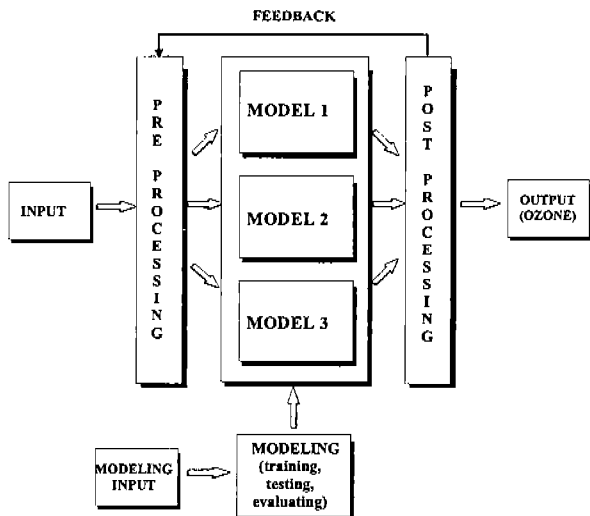 FEEDBACK
PRE PROCESSING
MODEL 1
MODEL 2
MODEL 3
POST PROCESSING
INPUT
OUTPUT
(OZONE)
MODELING
INPUT
MODELING
(training,
testing,
evaluating)